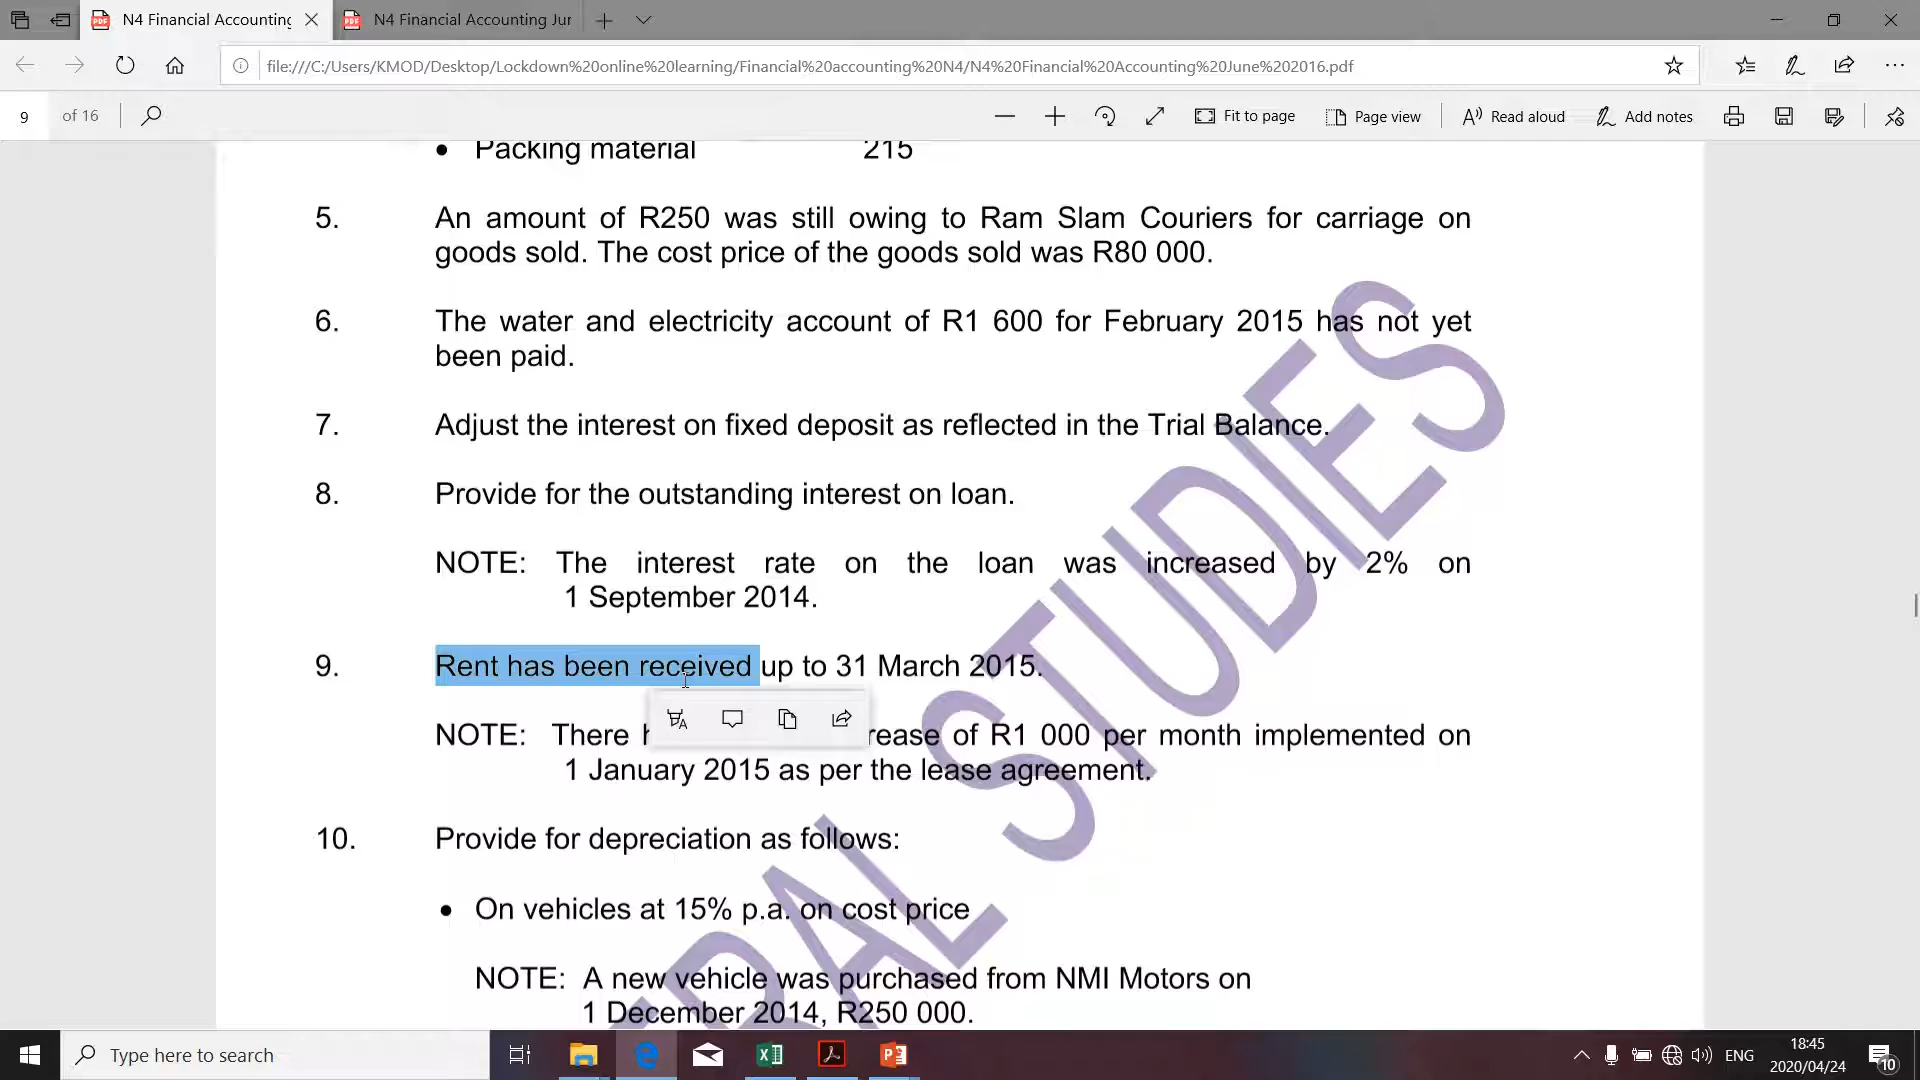 N4 Financial Accounting
N4 Financial Accounting Jun
file:///C:/Users/KMOD/Desktop/Lockdown%20online%20learning/Financial%20accounting%20N4/N4%20Financial%20Accounting%20June%202016.pdf
9 of 16
Fit to page
Page view
Read aloud
Add notes
• Packing material 215
5. An amount of R250 was still owing to Ram Slam Couriers for carriage on
goods sold. The cost price of the goods sold was R80 000.
6. The water and electricity account of R1 600 for February 2015 has not yet
been paid.
7. Adjust the interest on fixed deposit as reflected in the Trial Balance.
8. Provide for the outstanding interest on loan.
NOTE: The interest rate on the loan was increased by 2% on
1 September 2014.
9. Rent has been received up to 31 March 2015.
NOTE: There rease of R1 000 per month implemented on
1 January 2015 as per the lease agreement.
10. Provide for depreciation as follows:
• On vehicles at 15% p.a. on cost price
NOTE: A new vehicle was purchased from NMI Motors on
1 December 2014, R250 000.
RAL STUDIES
Type here to search
ENG
18:45
2020/04/24
10